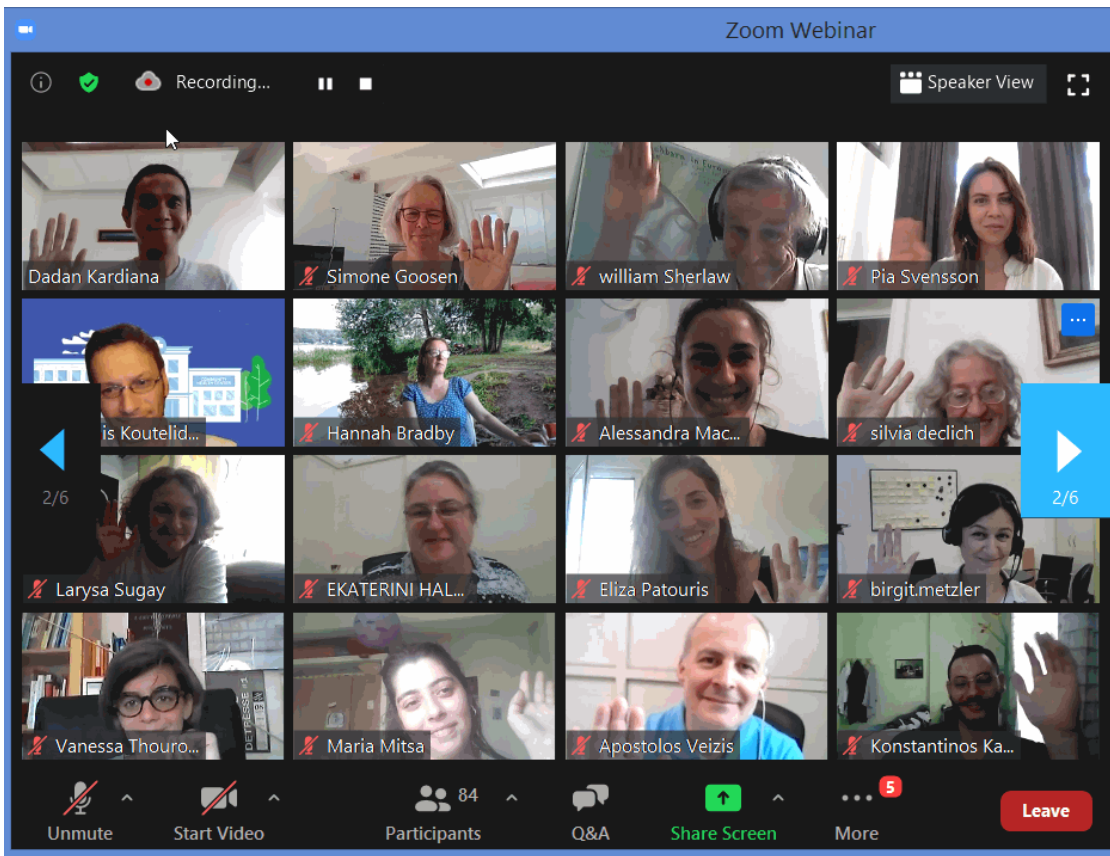 Zoom Webinar
Recording...
Speaker View
Dadan Kardiana
Simone Goosen
william Sherlaw
Pia Svensson
is Koutelid...
Hannah Bradby
Alessandra Mac...
silvia declich
2/6
2/6
Larysa Sugay
EKATERINI HAL...
Eliza Patouris
birgit.metzler
Vanessa Thouro...
Maria Mitsa
Apostolos Veizis
Konstantinos Ka...
84
5
Unmute
Start Video
Participants
Q&A
Share Screen
More
Leave